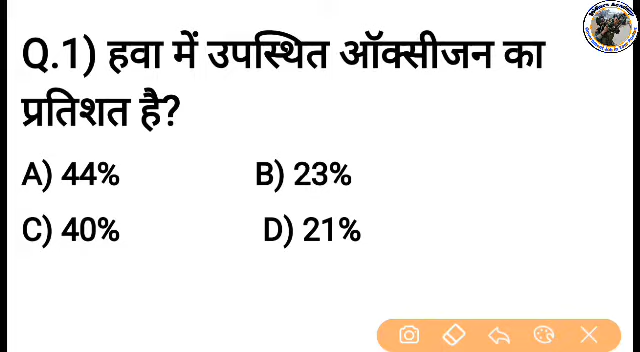 Q.1) हवा में उपस्थित ऑक्सीजन का
प्रतिशत है?
A) 44% B) 23%
C) 40% D) 21%